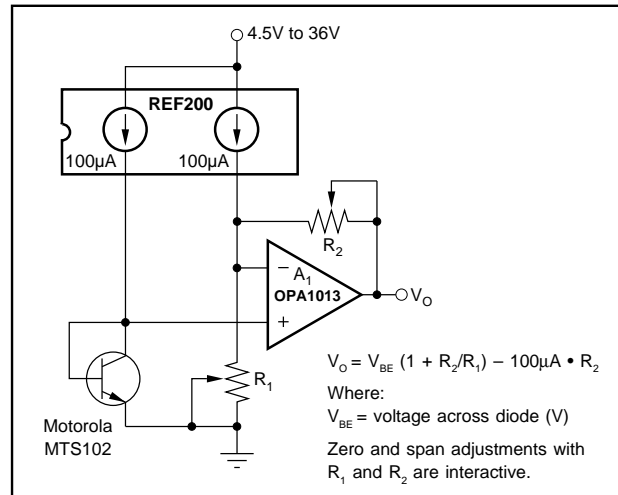 4.5V to 36V
REF200
100µA
100µA
R2
–
A1
OPA1013
+
VO
R1
Motorola
MTS102
VO = VBE (1 + R2/R1) – 100µA • R2
Where:
VBE = voltage across diode (V)
Zero and span adjustments with
R1 and R2 are interactive.